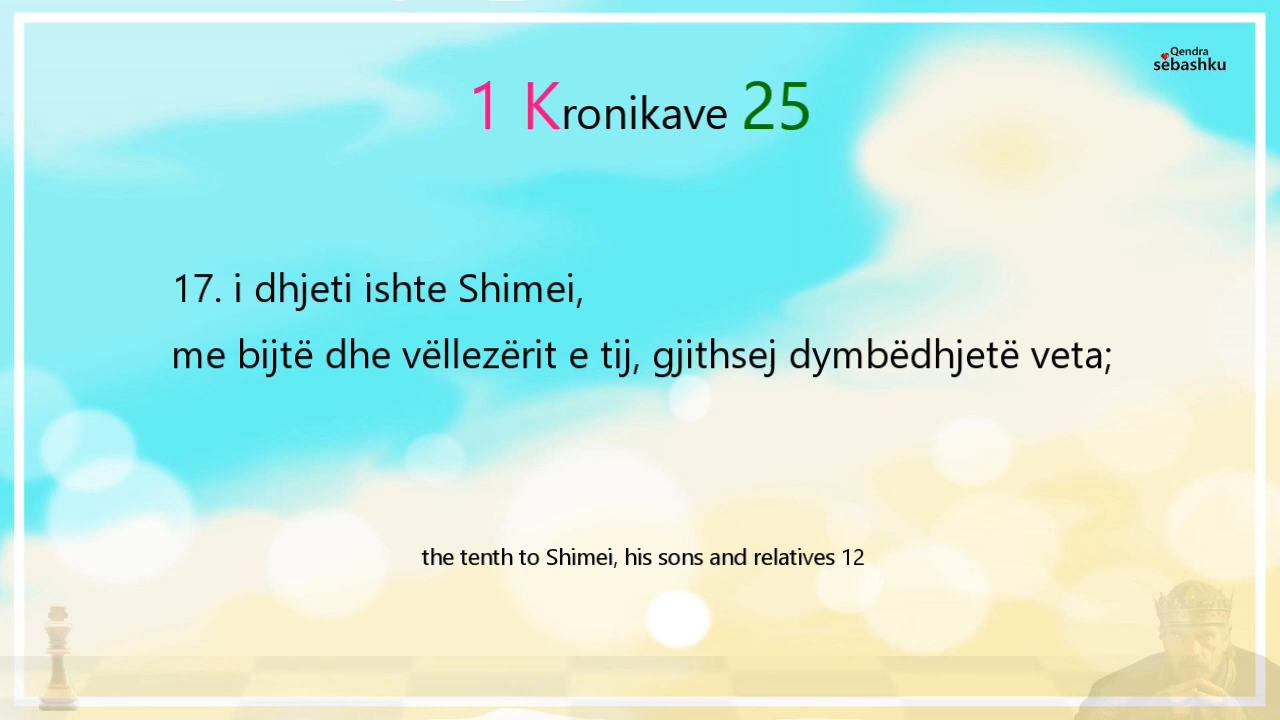 Qendra
sëbashku
1 Kronikave 25
17. i dhjeti ishte Shimei,
me bijtë dhe vëllezërit e tij, gjithsej dymbëdhjetë veta;
the tenth to Shimei, his sons and relatives 12